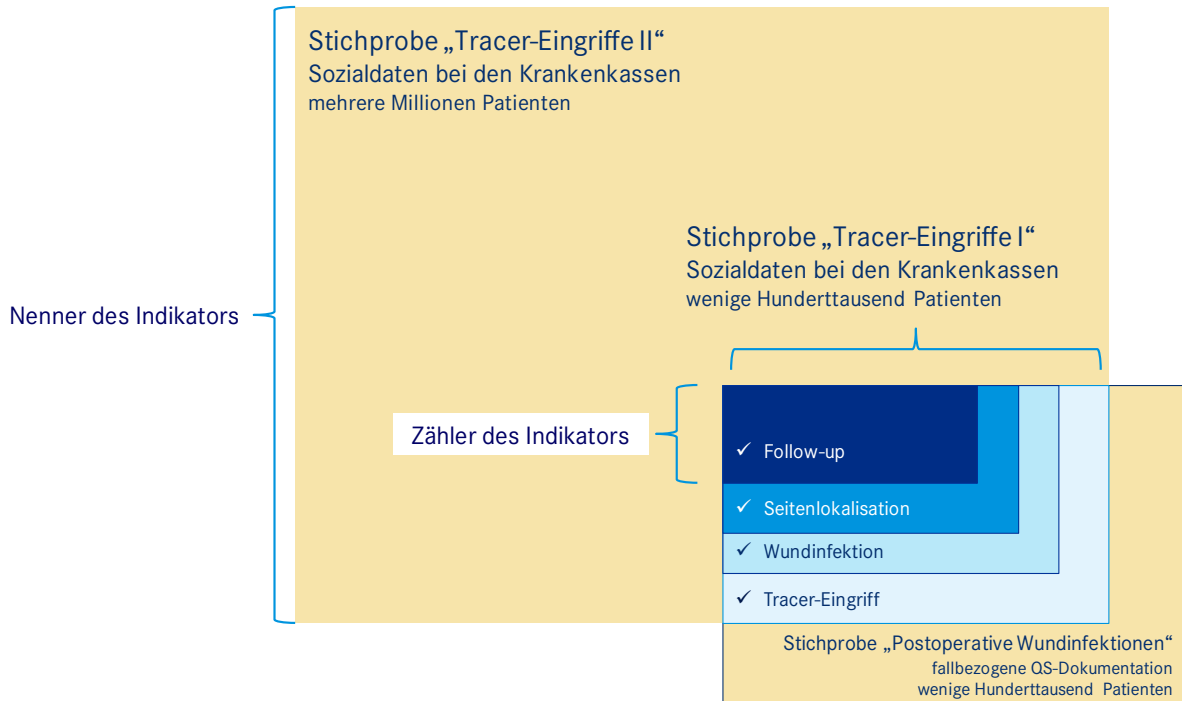 Stichprobe „Tracer-Eingriffe II“
Sozialdaten bei den Krankenkassen
mehrere Millionen Patienten
Stichprobe „Tracer-Eingriffe I“
Sozialdaten bei den Krankenkassen
wenige Hunderttausend Patienten
Nenner des Indikators
Zähler des Indikators
✓ Follow-up
✓ Seitenlokalisation
✓ Wundinfektion
✓ Tracer-Eingriff
Stichprobe „Postoperative Wundinfektionen“
fallbezogene QS-Dokumentation
wenige Hunderttausend Patienten